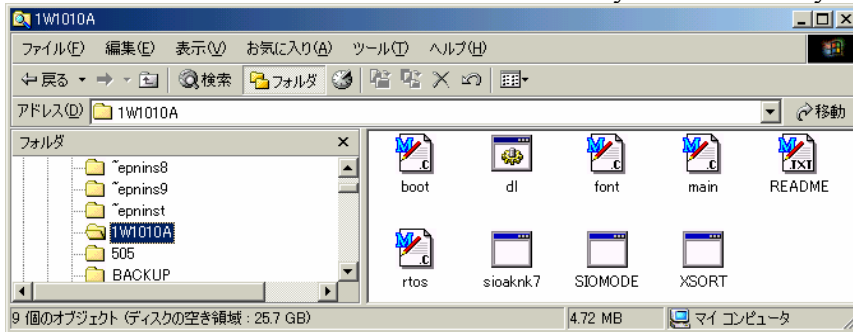 1W1010A
ファイル(F) 編集(E) 表示(V) お気に入り(A) ツール(T) ヘルプ(H)
戻る 検索 フォルダ
アドレス(D) 1W1010A 移動
フォルダ
~epnins8
~epnins9
~epninst
1W1010A
505
BACKUP
.c .c .c .TXT
boot dl font main README
.c
rtos sioaknk7 SIOMODE XSORT
9 個のオブジェクト (ディスクの空き領域 : 25.7 GB) 4.72 MB マイ コンピュータ